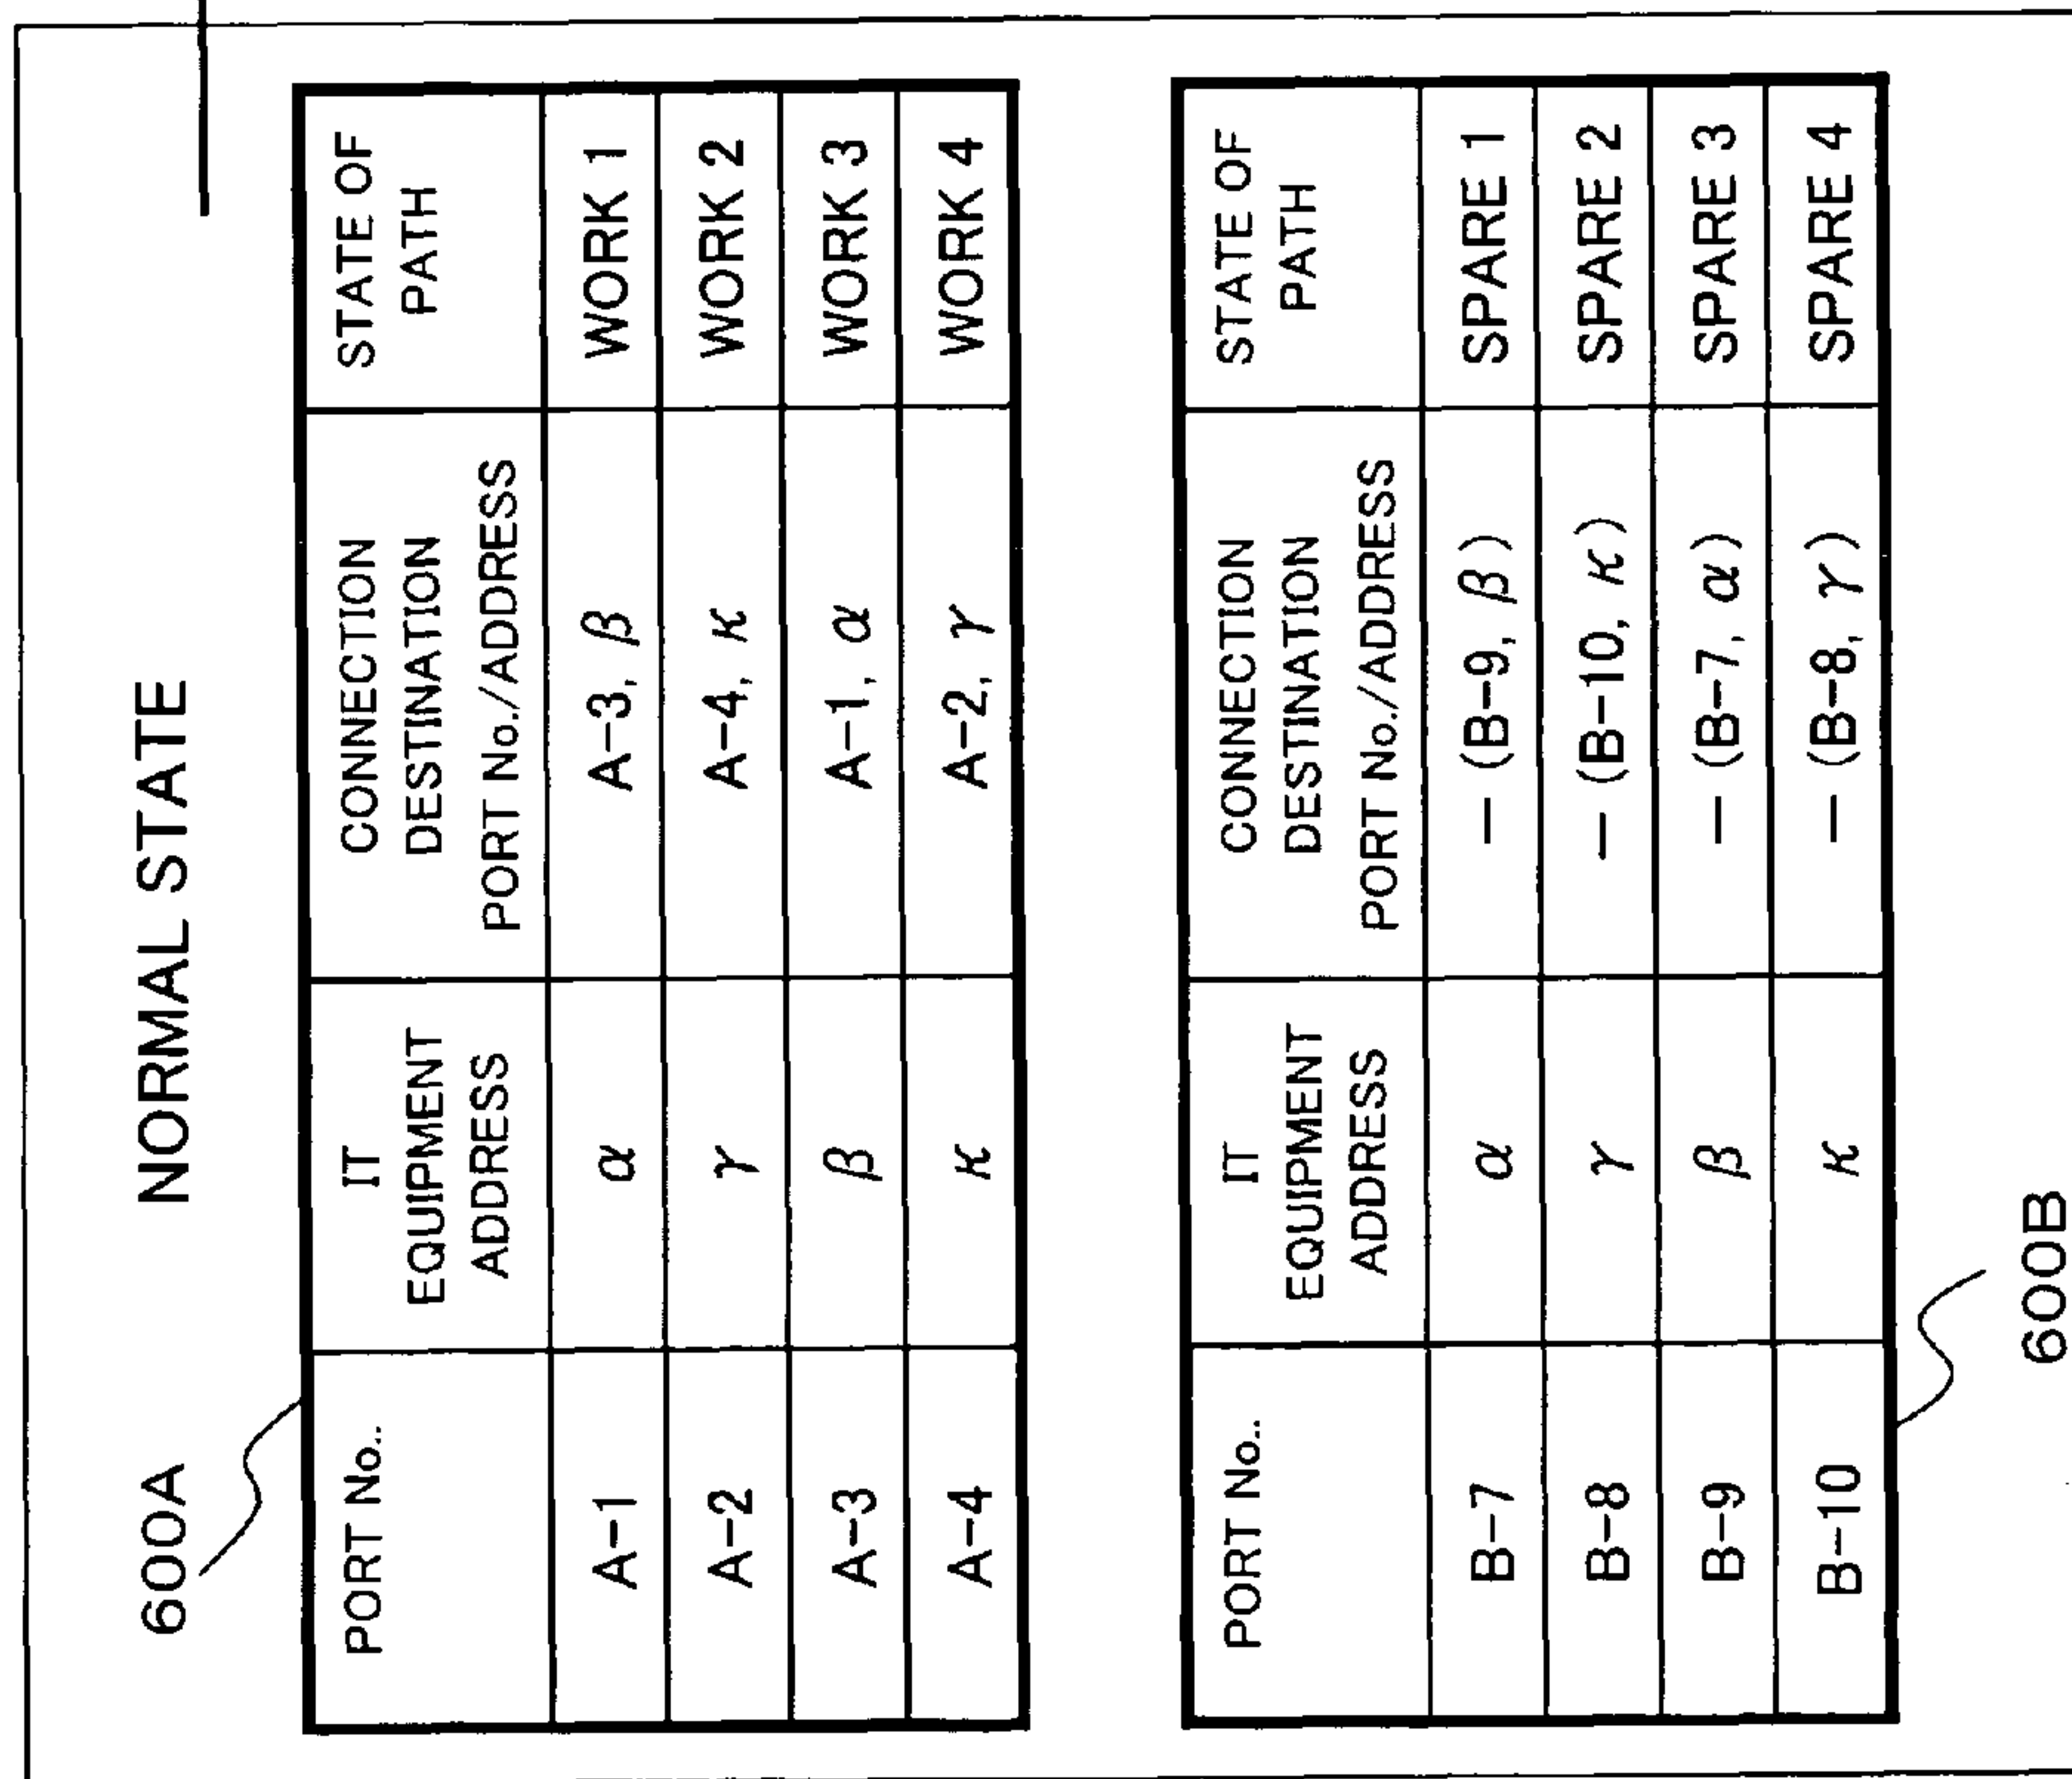 NORMAL STATE
600A
PORT No..
IT
EQUIPMENT
ADDRESS
CONNECTION
DESTINATION
PORT No./ADDRESS
STATE OF
PATH
A-1 α A-3, β WORK 1
A-2 γ A-4, κ WORK 2
A-3 β A-1, α WORK 3
A-4 κ A-2, γ WORK 4
PORT No..
IT
EQUIPMENT
ADDRESS
CONNECTION
DESTINATION
PORT No./ADDRESS
STATE OF
PATH
B-7 α — (B-9, β) SPARE 1
B-8 γ — (B-10, κ) SPARE 2
B-9 β — (B-7, α) SPARE 3
B-10 κ — (B-8, γ) SPARE 4
600B